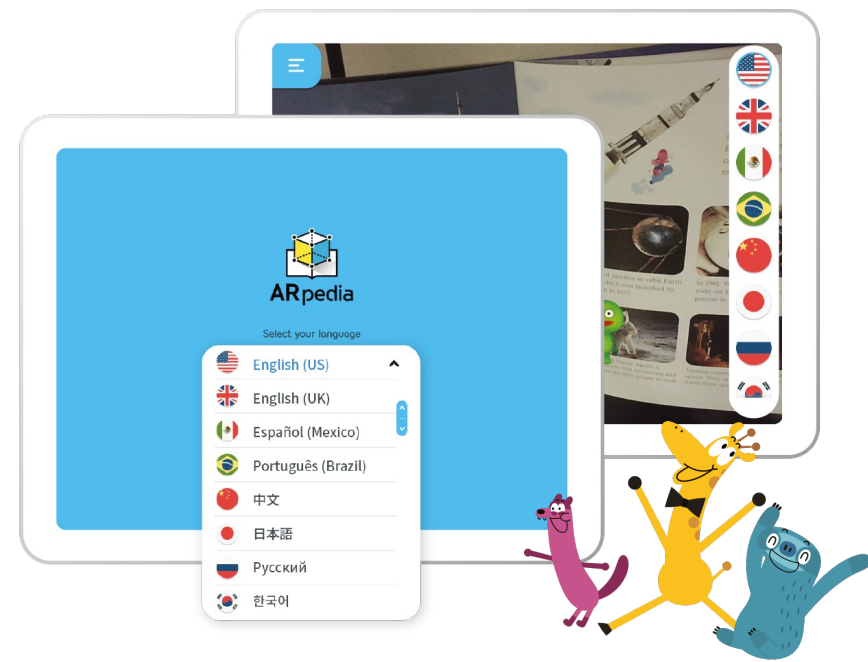 ARpedia
Select your language
English (US)
English (UK)
Español (Mexico)
Português (Brazil)
中文
日本語
Русский
한국어